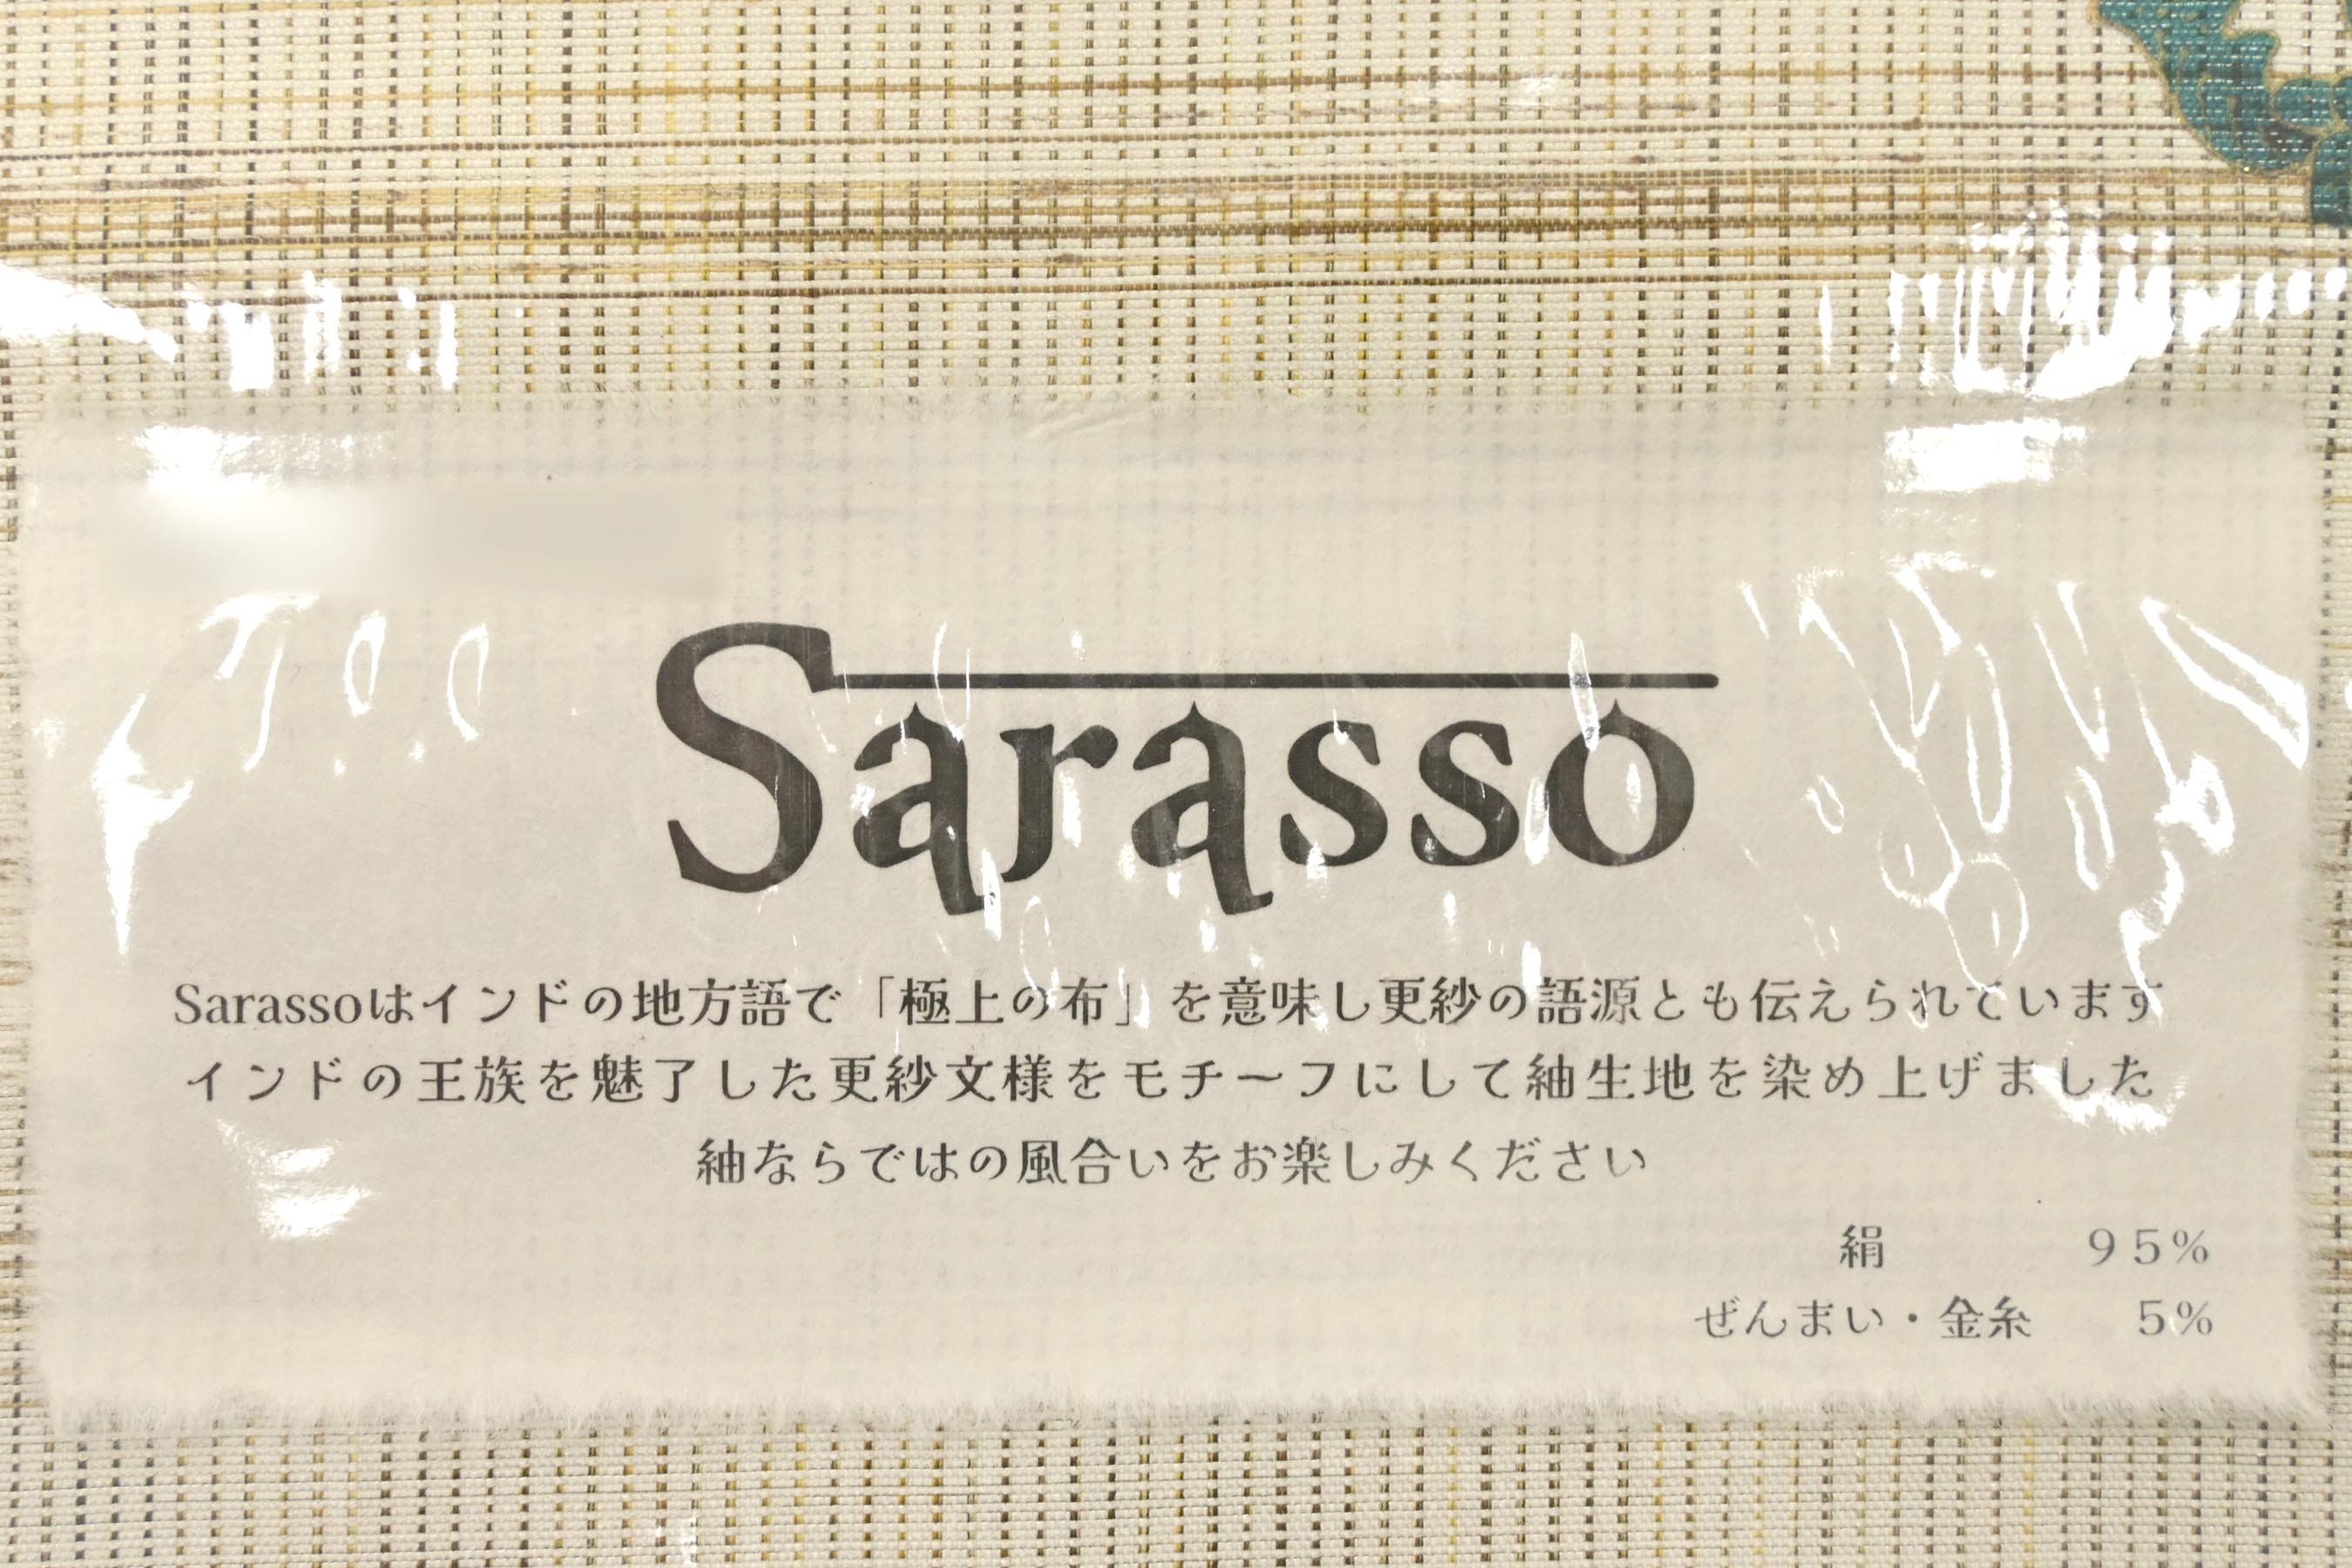 Sarasso
Sarassoはインドの地方語で「極上の布」を意味し更紗の語源とも伝えられています
インドの王族を魅了した更紗文様をモチーフにして紬生地を染め上げました
紬ならではの風合いをお楽しみください
絹 95%
ぜんまい・金糸 5%